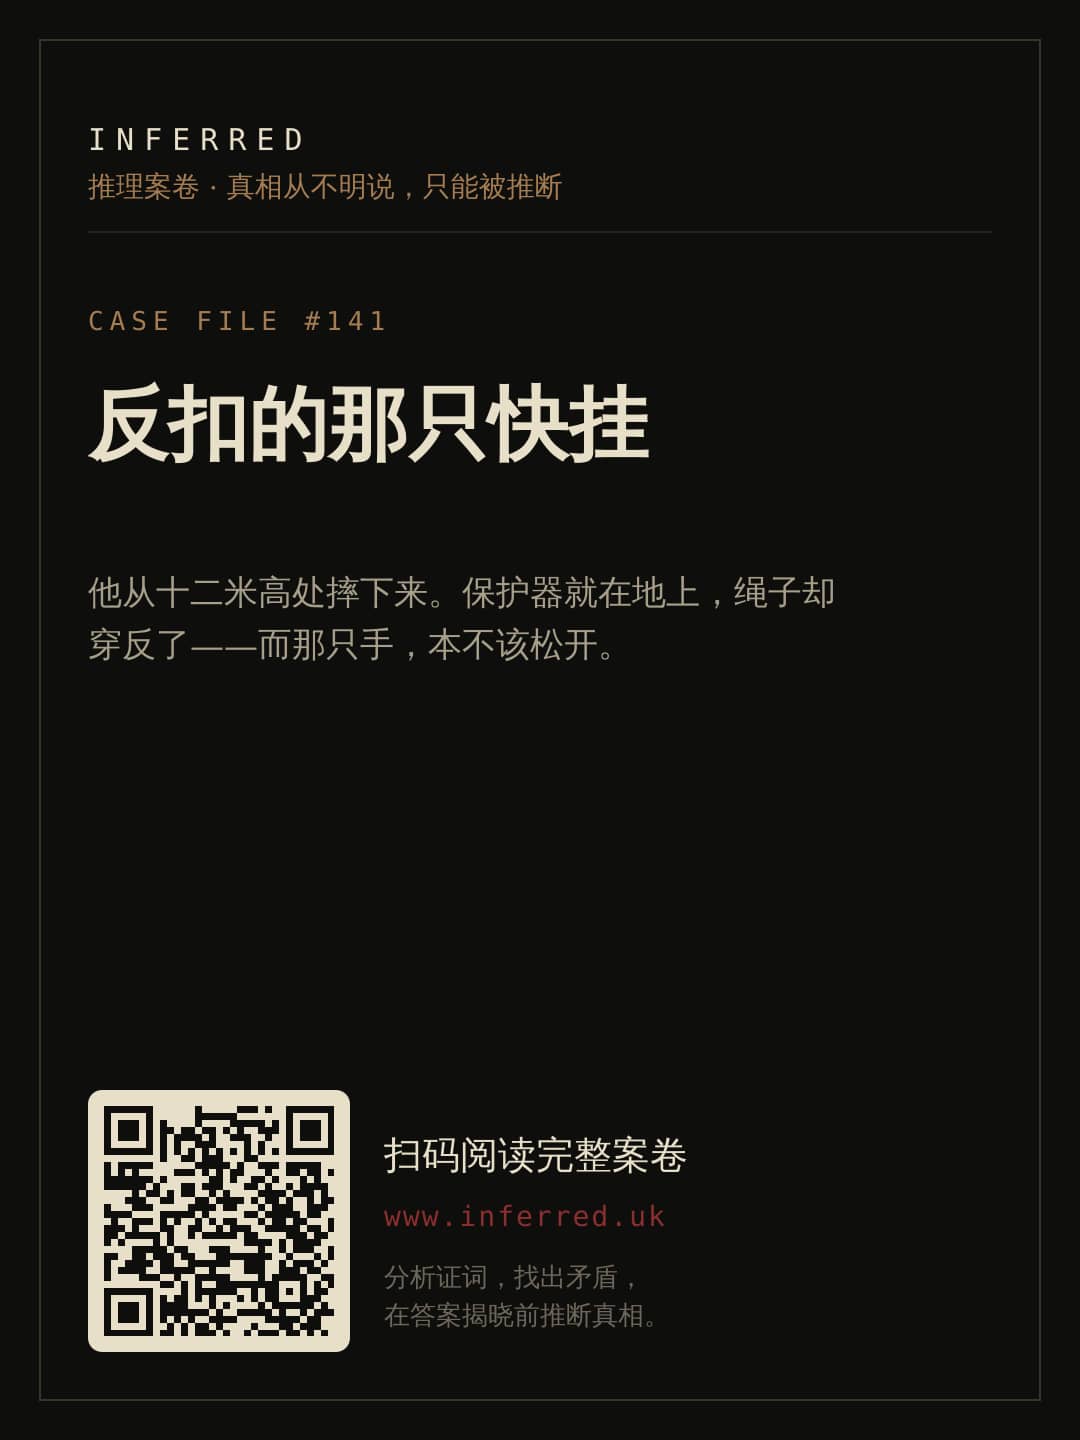 INFERRED
推理案卷 · 真相从不明说，只能被推断
CASE FILE #141
反扣的那只快挂
他从十二米高处摔下来。保护器就在地上，绳子却
穿反了——而那只手，本不该松开。
扫码阅读完整案卷
www.inferred.uk
分析证词，找出矛盾，
在答案揭晓前推断真相。